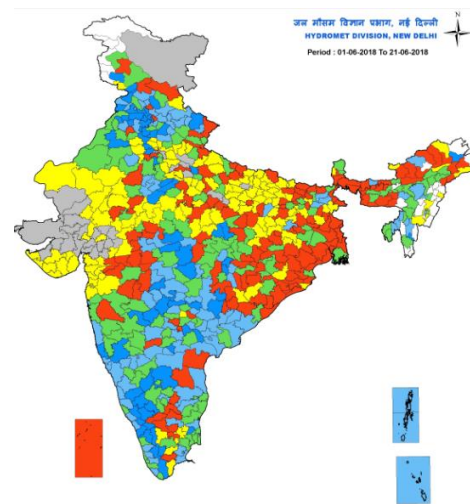 जल मौसम विज्ञान प्रभाग, नई दिल्ली
HYDROMET DIVISION, NEW DELHI
Period : 01-06-2018 To 21-06-2018